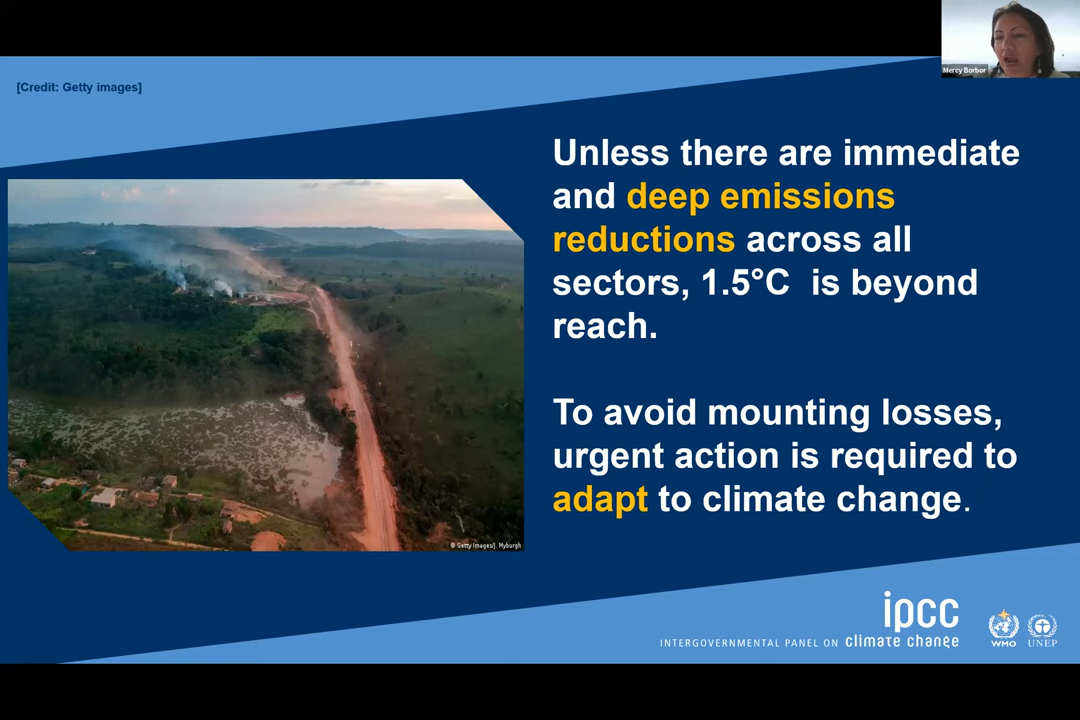 Mercy Borbor
[Credit: Getty images]
Unless there are immediate
and deep emissions
reductions across all
sectors, 1.5°C  is beyond
reach.
To avoid mounting losses,
urgent action is required to
adapt to climate change.
© Getty Images/J. Myburgh
ipcc
INTERGOVERNMENTAL PANEL ON climate change
WMO
UNEP